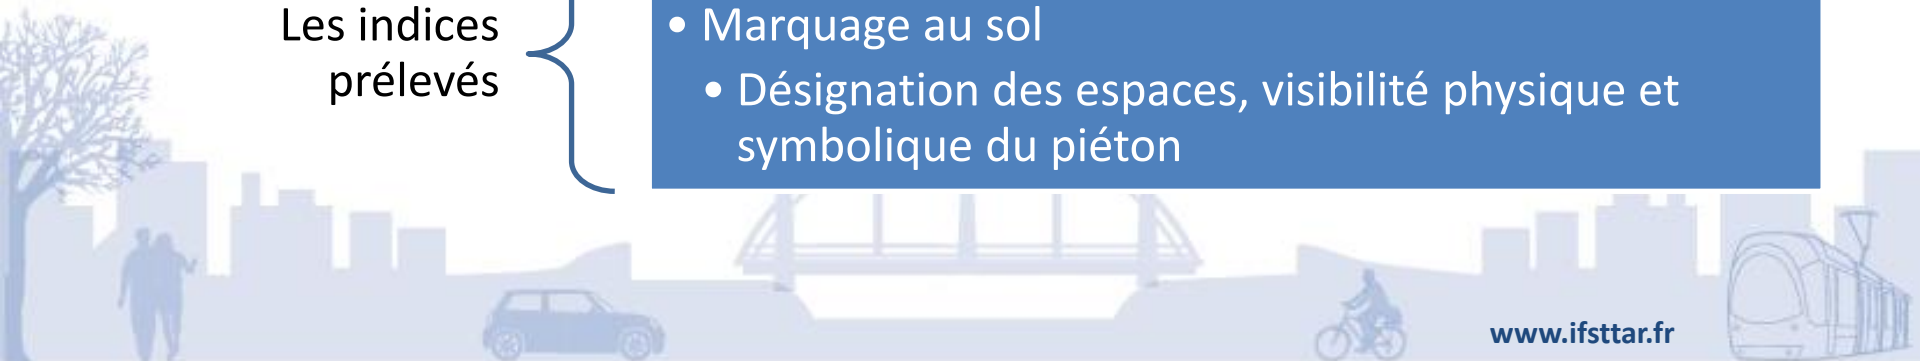 Les indices
prélevés
• Marquage au sol
• Désignation des espaces, visibilité physique et
symbolique du piéton
www.ifsttar.fr